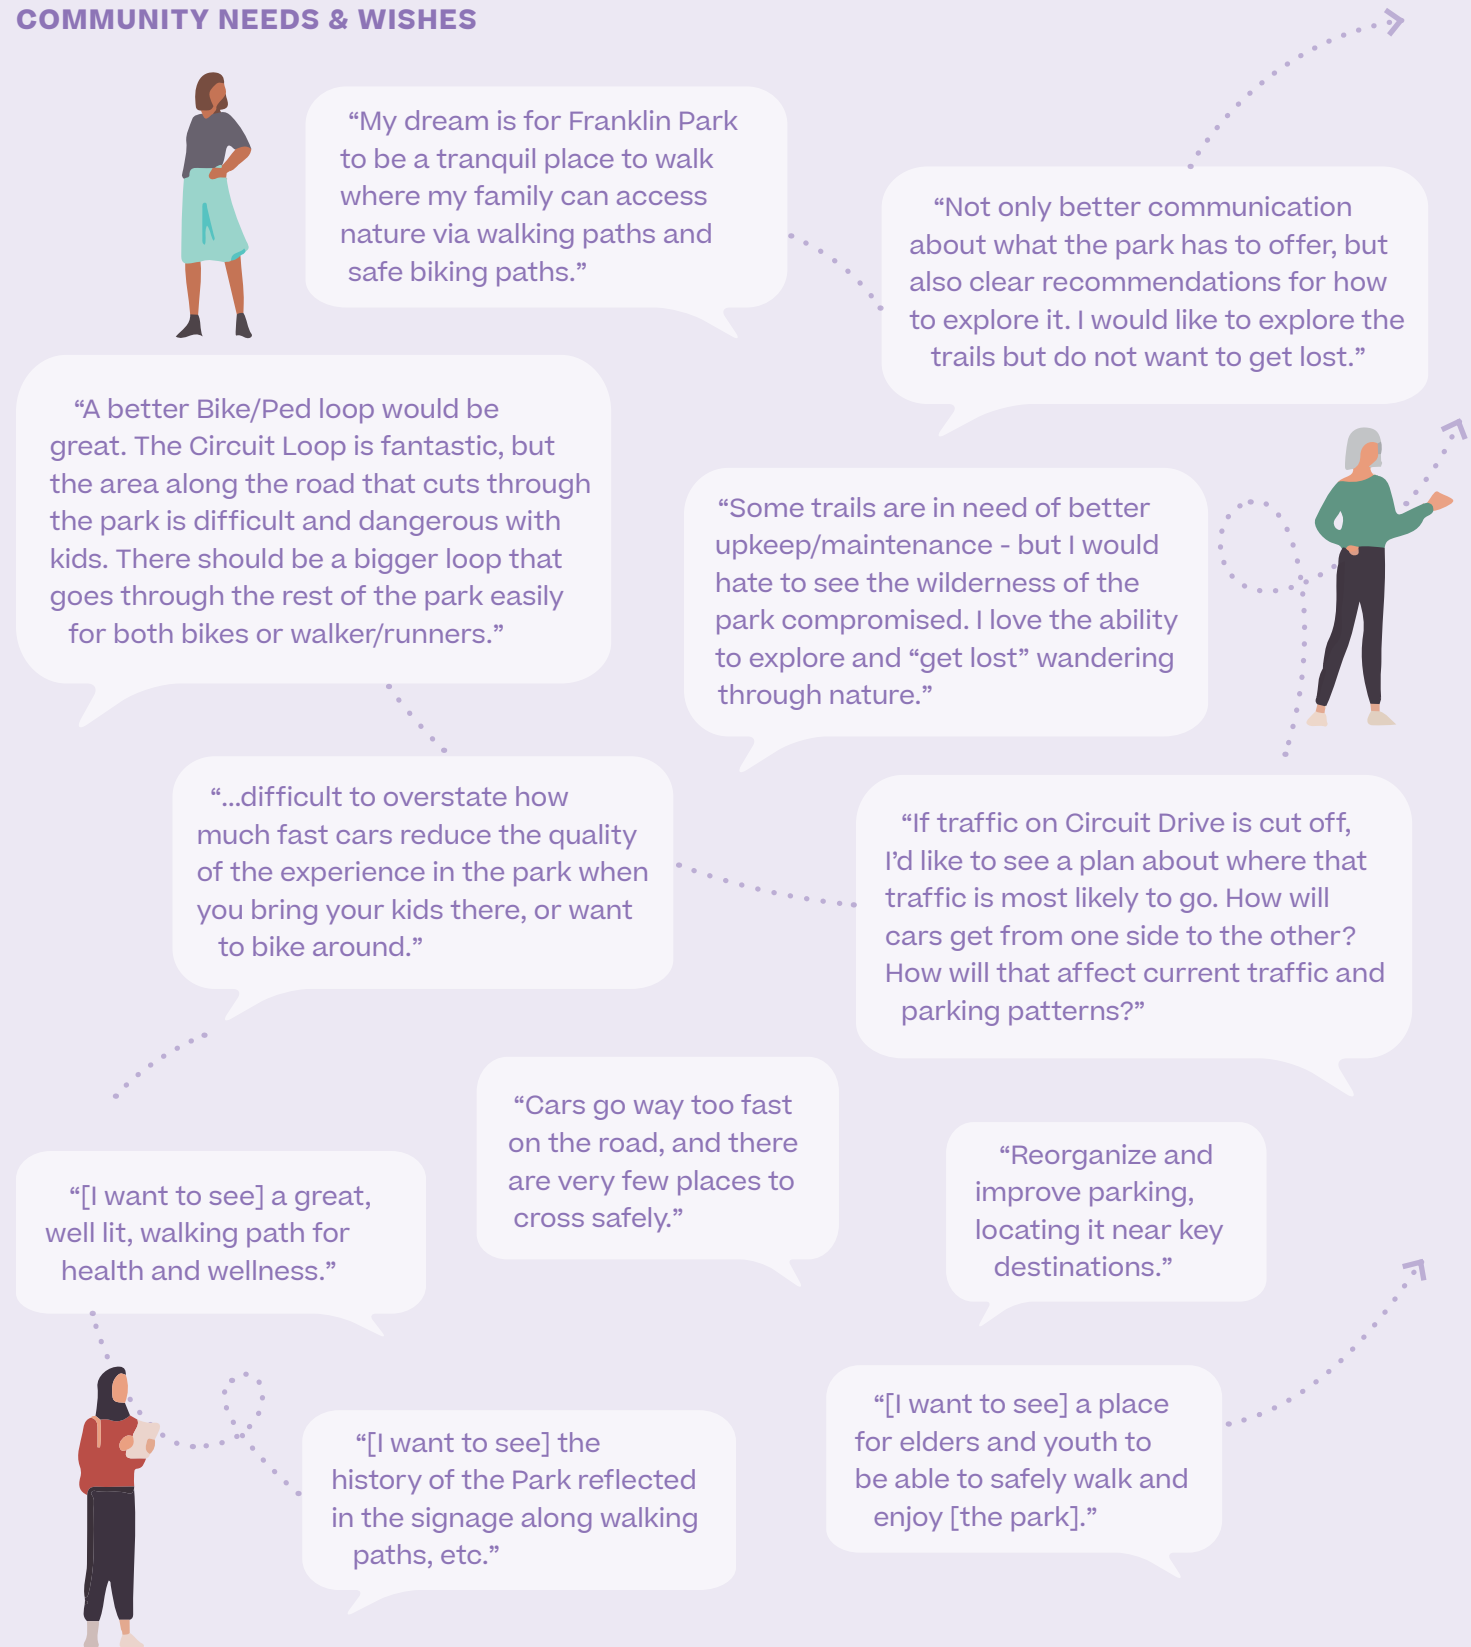 COMMUNITY NEEDS & WISHES
“My dream is for Franklin Park
to be a tranquil place to walk
where my family can access
nature via walking paths and
safe biking paths.”
“Not only better communication
about what the park has to offer, but
also clear recommendations for how
to explore it. I would like to explore the
trails but do not want to get lost.”
“A better Bike/Ped loop would be
great. The Circuit Loop is fantastic, but
the area along the road that cuts through
the park is difficult and dangerous with
kids. There should be a bigger loop that
goes through the rest of the park easily
for both bikes or walker/runners.”
“Some trails are in need of better
upkeep/maintenance - but I would
hate to see the wilderness of the
park compromised. I love the ability
to explore and “get lost” wandering
through nature.”
“...difficult to overstate how
much fast cars reduce the quality
of the experience in the park when
you bring your kids there, or want
to bike around.”
“If traffic on Circuit Drive is cut off,
I’d like to see a plan about where that
traffic is most likely to go. How will
cars get from one side to the other?
How will that affect current traffic and
parking patterns?”
“Cars go way too fast
on the road, and there
are very few places to
cross safely.”
“Reorganize and
improve parking,
locating it near key
destinations.”
“[I want to see] a great,
well lit, walking path for
health and wellness.”
“[I want to see] a place
for elders and youth to
be able to safely walk and
enjoy [the park].”
“[I want to see] the
history of the Park reflected
in the signage along walking
paths, etc.”